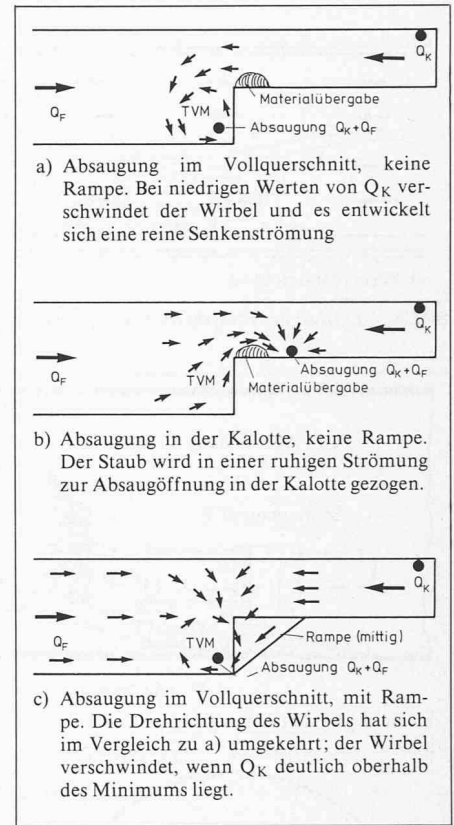 Q_K
Q_F
TVM
Materialübergabe
Absaugung Q_K+Q_F
a) Absaugung im Vollquerschnitt, keine
Rampe. Bei niedrigen Werten von Q_K ver-
schwindet der Wirbel und es entwickelt
sich eine reine Senkenströmung
Q_K
Q_F
TVM
Absaugung Q_K+Q_F
Materialübergabe
b) Absaugung in der Kalotte, keine Rampe.
Der Staub wird in einer ruhigen Strömung
zur Absaugöffnung in der Kalotte gezogen.
Q_K
Q_F
TVM
Rampe (mittig)
Absaugung Q_K+Q_F
c) Absaugung im Vollquerschnitt, mit Ram-
pe. Die Drehrichtung des Wirbels hat sich
im Vergleich zu a) umgekehrt; der Wirbel
verschwindet, wenn Q_K deutlich oberhalb
des Minimums liegt.